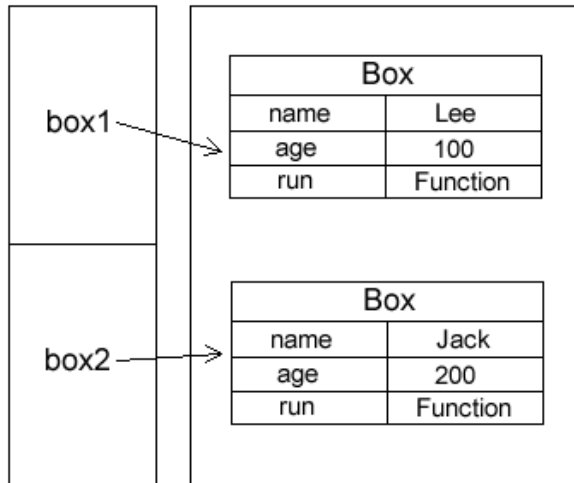 box1
Box
name Lee
age 100
run Function
box2
Box
name Jack
age 200
run Function